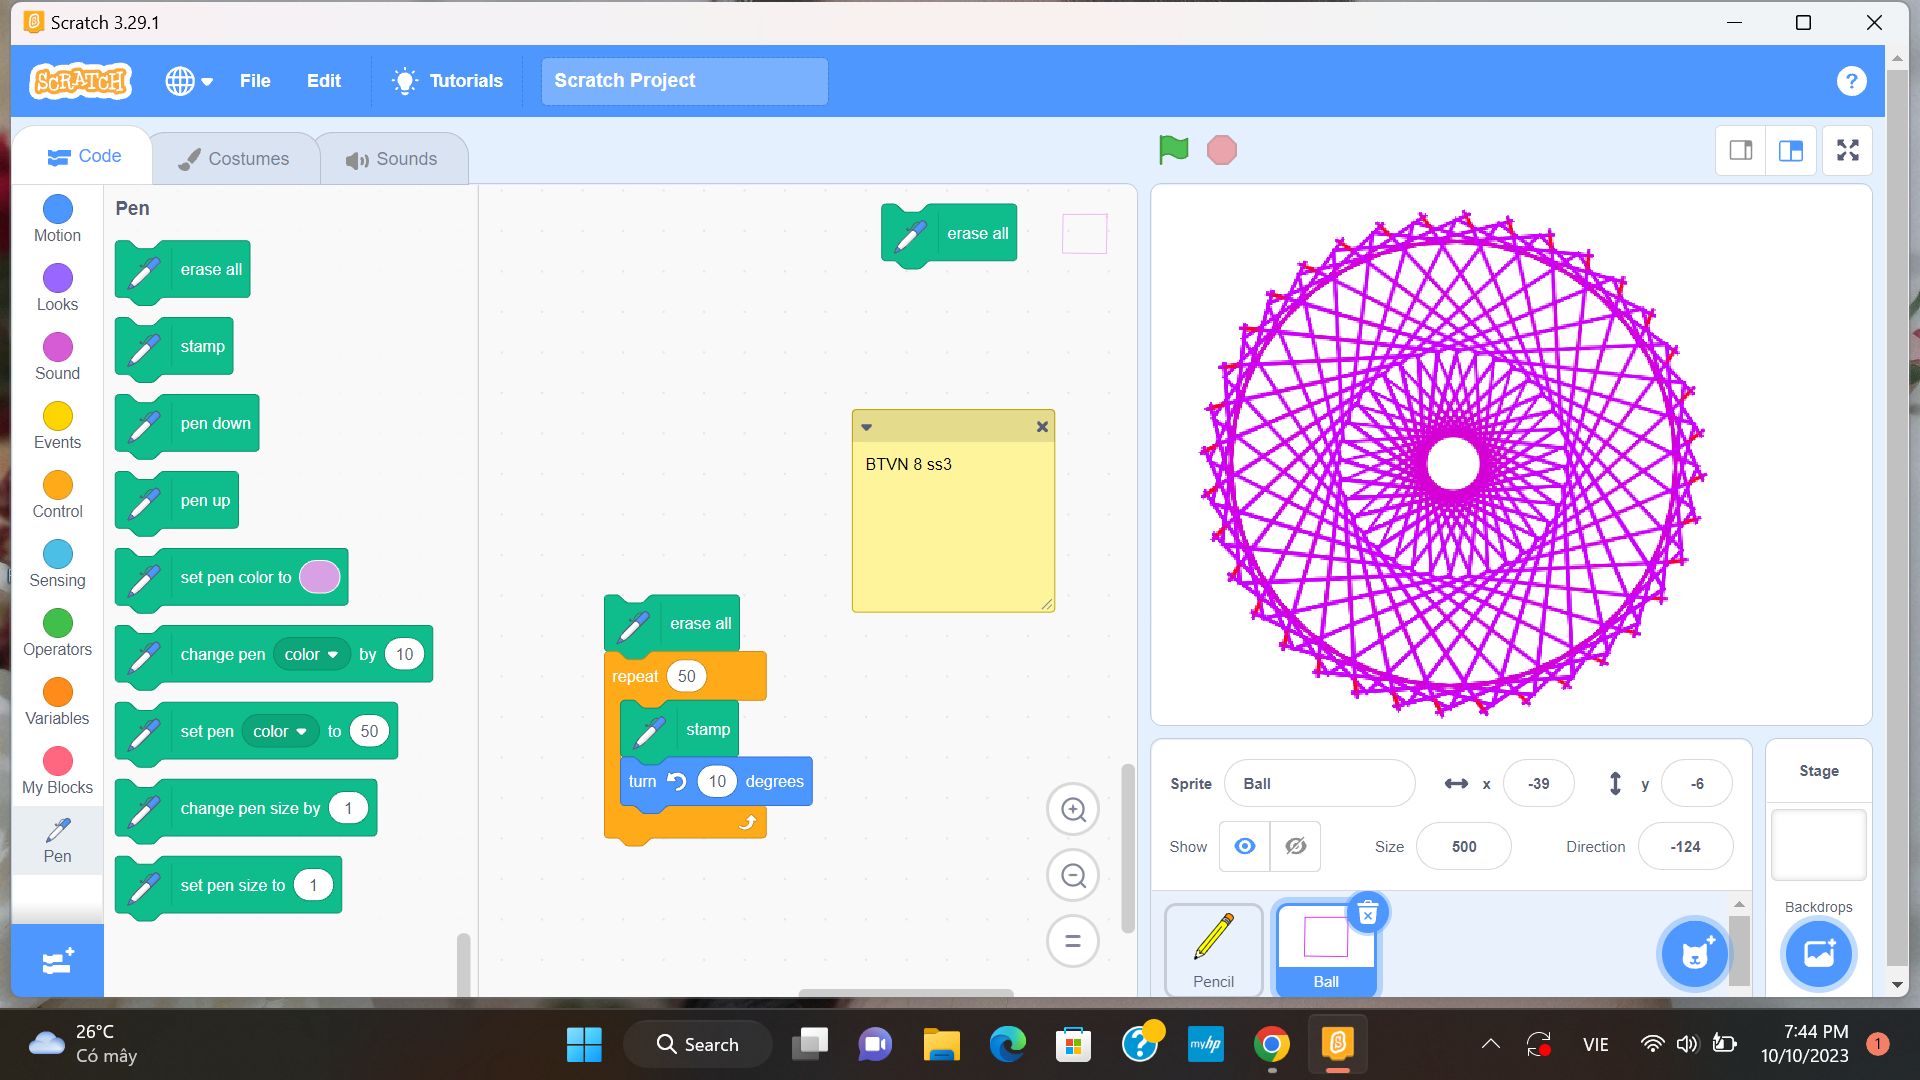 Scratch 3.29.1
SCRATCH
File
Edit
Tutorials
Scratch Project
?
Code
Costumes
Sounds
Motion
Looks
Sound
Events
Control
Sensing
Operators
Variables
My Blocks
Pen
Pen
erase all
stamp
pen down
pen up
set pen color to
change pen color by 10
set pen color to 50
change pen size by 1
set pen size to 1
erase all
BTVN 8 ss3
erase all
repeat 50
stamp
turn 10 degrees
Sprite Ball x -39 y -6
Show Size 500 Direction -124
Pencil
Ball
Stage
Backdrops
26°C
Có mây
Search
myhp
VIE
7:44 PM
10/10/2023
1